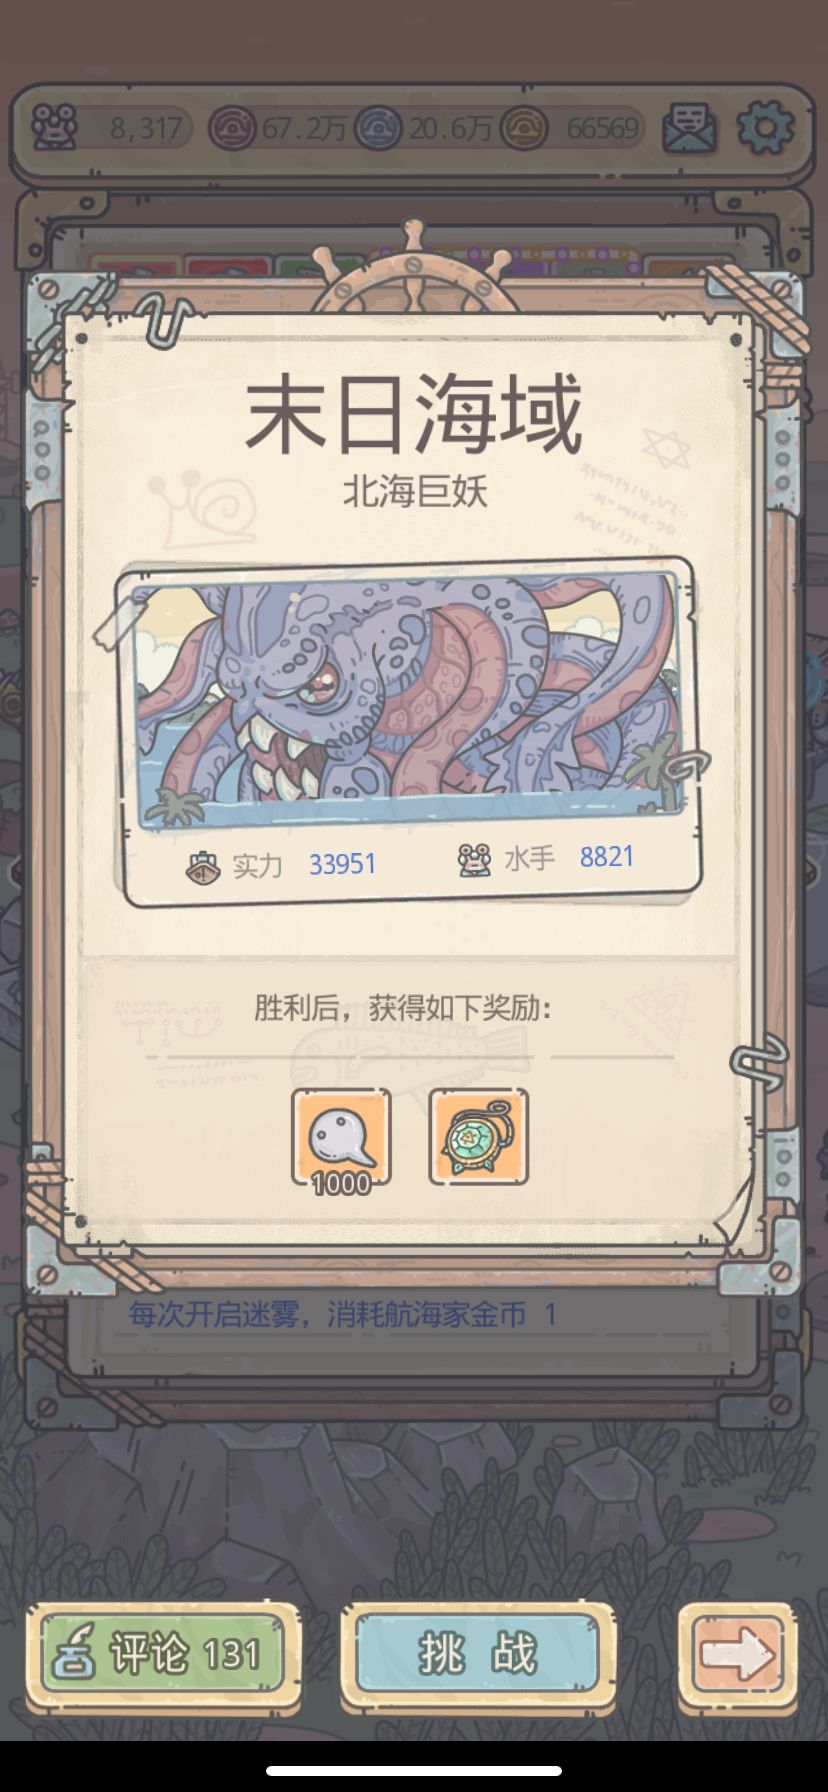 8,317 67.2万 20.6万 66569
末日海域
北海巨妖
实力 33951 水手 8821
胜利后，获得如下奖励：
1000
每次开启迷雾，消耗航海家金币 1
评论 131 挑 战